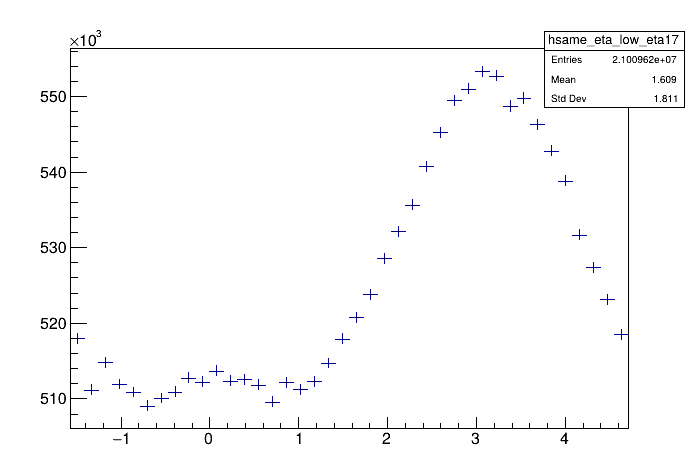 ×10³
hsame_eta_low_eta17
Entries 2.100962e+07
Mean 1.609
Std Dev 1.811
550
540
530
520
510
−1 0 1 2 3 4